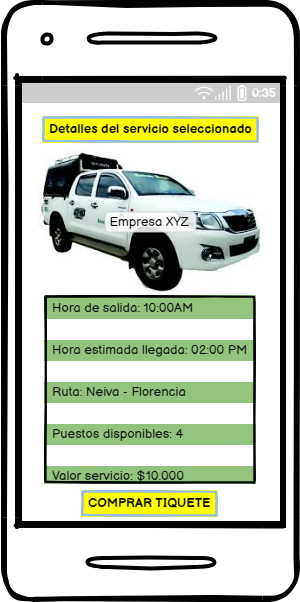 0:35
Detalles del servicio seleccionado
Empresa XYZ
Hora de salida: 10:00AM
Hora estimada llegada: 02:00 PM
Ruta: Neiva - Florencia
Puestos disponibles: 4
Valor servicio: $10.000
COMPRAR TIQUETE